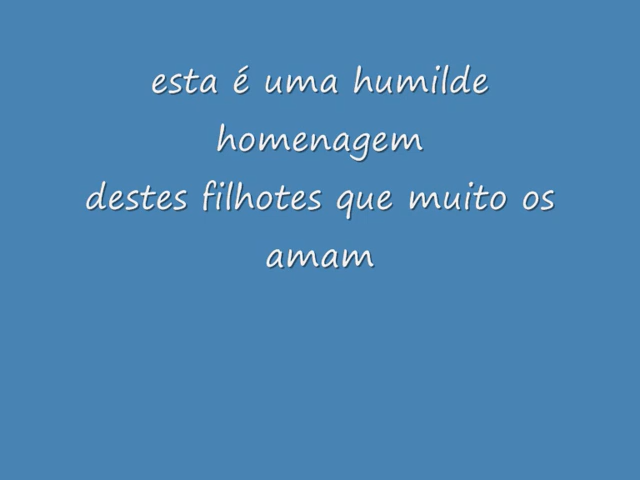 esta é uma humilde
homenagem
destes filhotes que muito os
amam